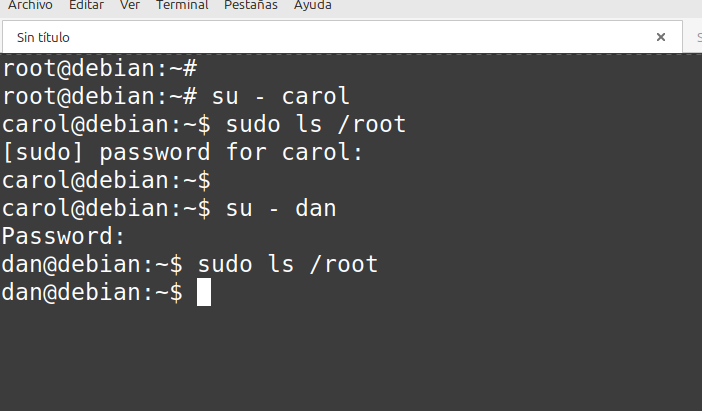 Archivo Editar Ver Terminal Pestañas Ayuda
Sin título ×
root@debian:~#
root@debian:~# su - carol
carol@debian:~$ sudo ls /root
[sudo] password for carol:
carol@debian:~$
carol@debian:~$ su - dan
Password:
dan@debian:~$ sudo ls /root
dan@debian:~$